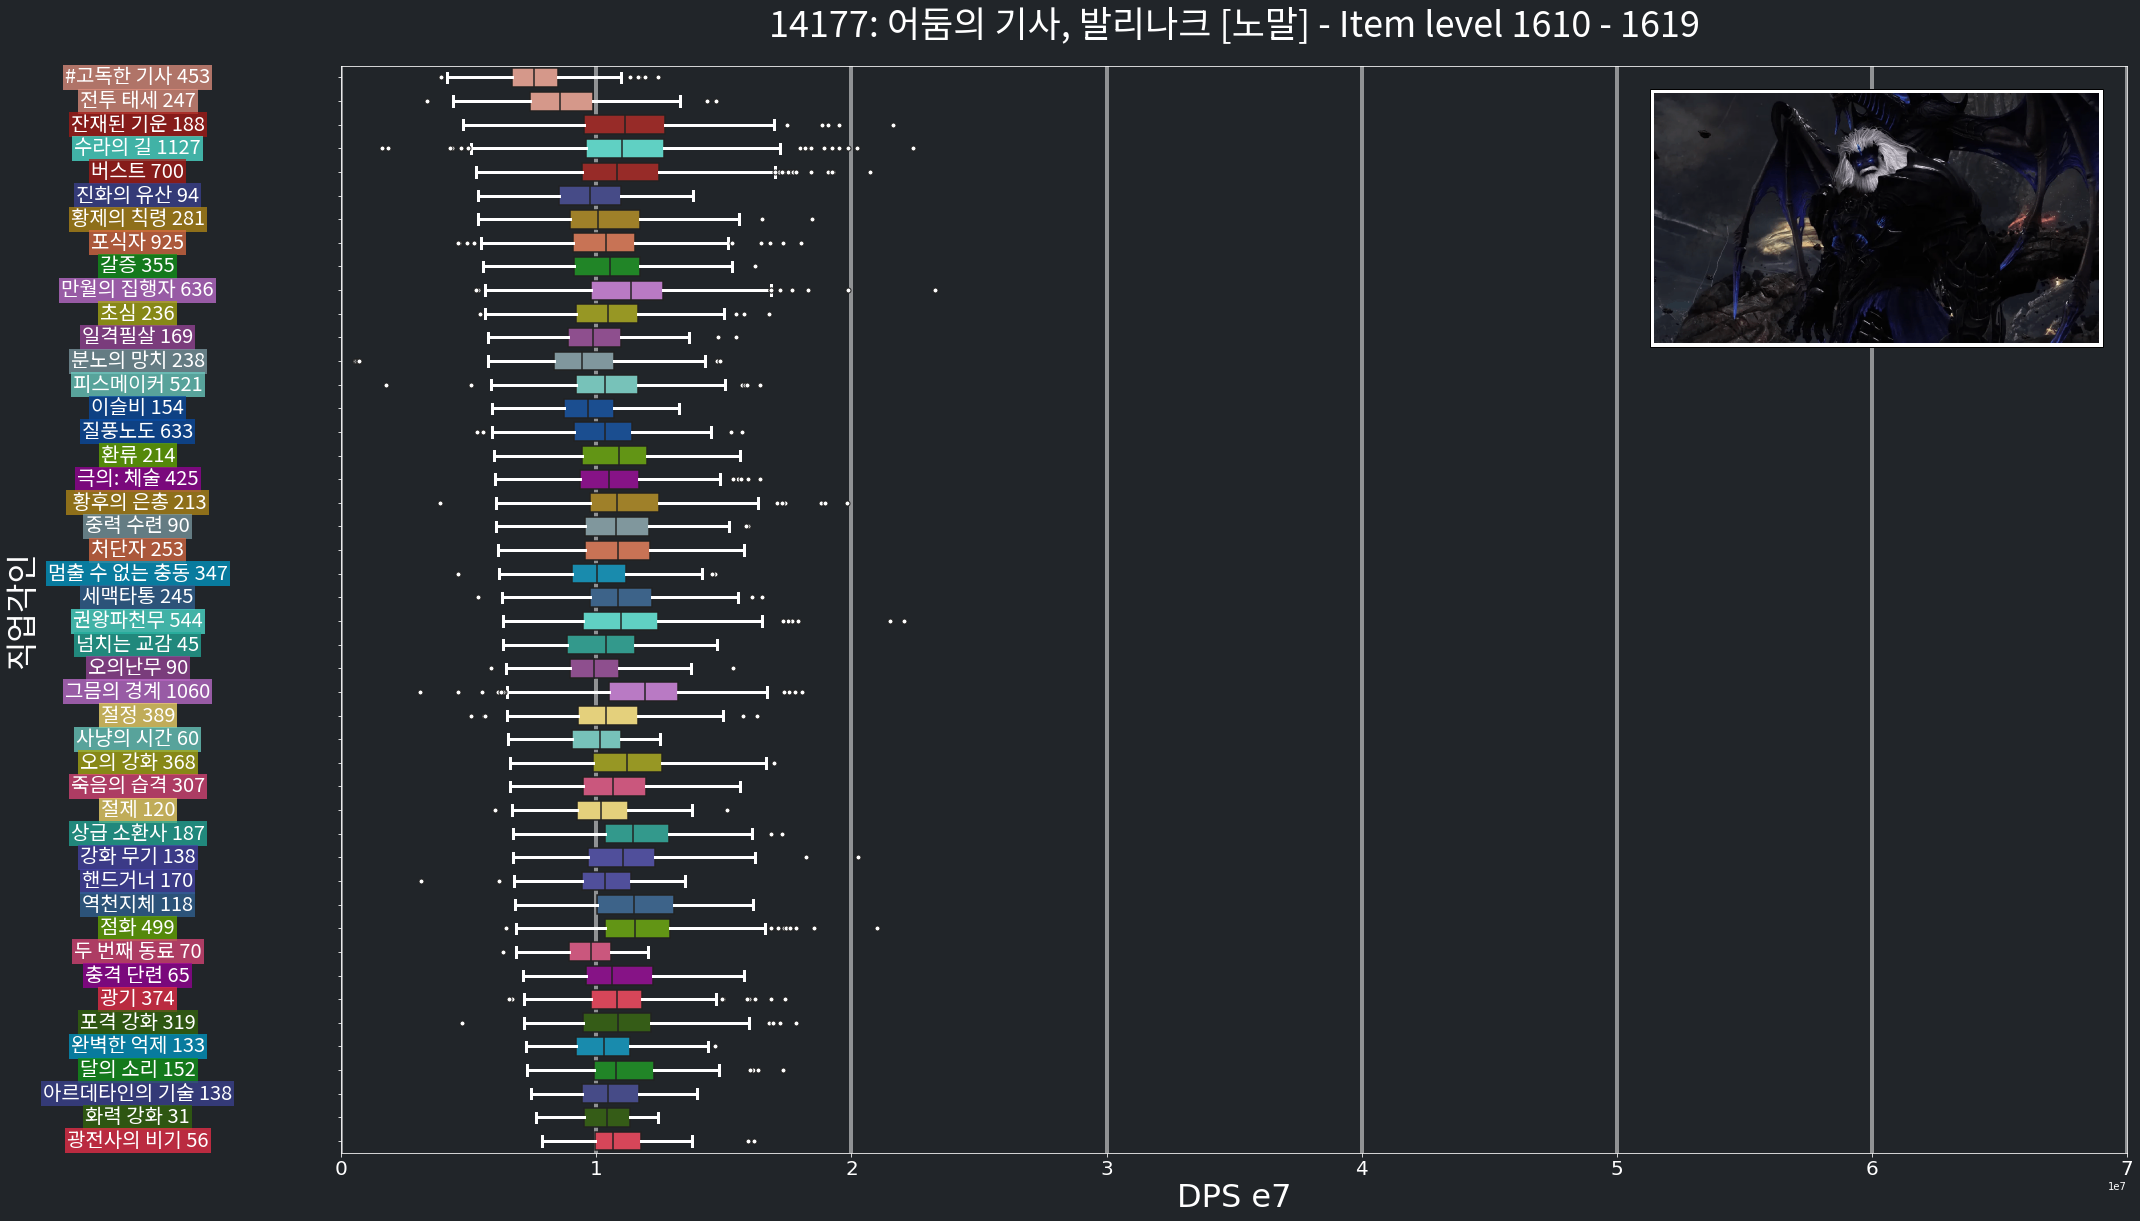 14177: 어둠의 기사, 발리나크 [노말] - Item level 1610 - 1619
#고독한 기사 453
전투 태세 247
잔재된 기운 188
수라의 길 1127
버스트 700
진화의 유산 94
황제의 칙령 281
포식자 925
갈증 355
만월의 집행자 636
초심 236
일격필살 169
분노의 망치 238
피스메이커 521
이슬비 154
질풍노도 633
환류 214
극의: 체술 425
황후의 은총 213
중력 수련 90
처단자 253
멈출 수 없는 충동 347
세맥타통 245
권왕파천무 544
넘치는 교감 45
오의난무 90
그믐의 경계 1060
절정 389
사냥의 시간 60
오의 강화 368
죽음의 습격 307
절제 120
상급 소환사 187
강화 무기 138
핸드거너 170
역천지체 118
점화 499
두 번째 동료 70
충격 단련 65
광기 374
포격 강화 319
완벽한 억제 133
달의 소리 152
아르데타인의 기술 138
화력 강화 31
광전사의 비기 56
직업각인
0 1 2 3 4 5 6 7
DPS e7
1e7